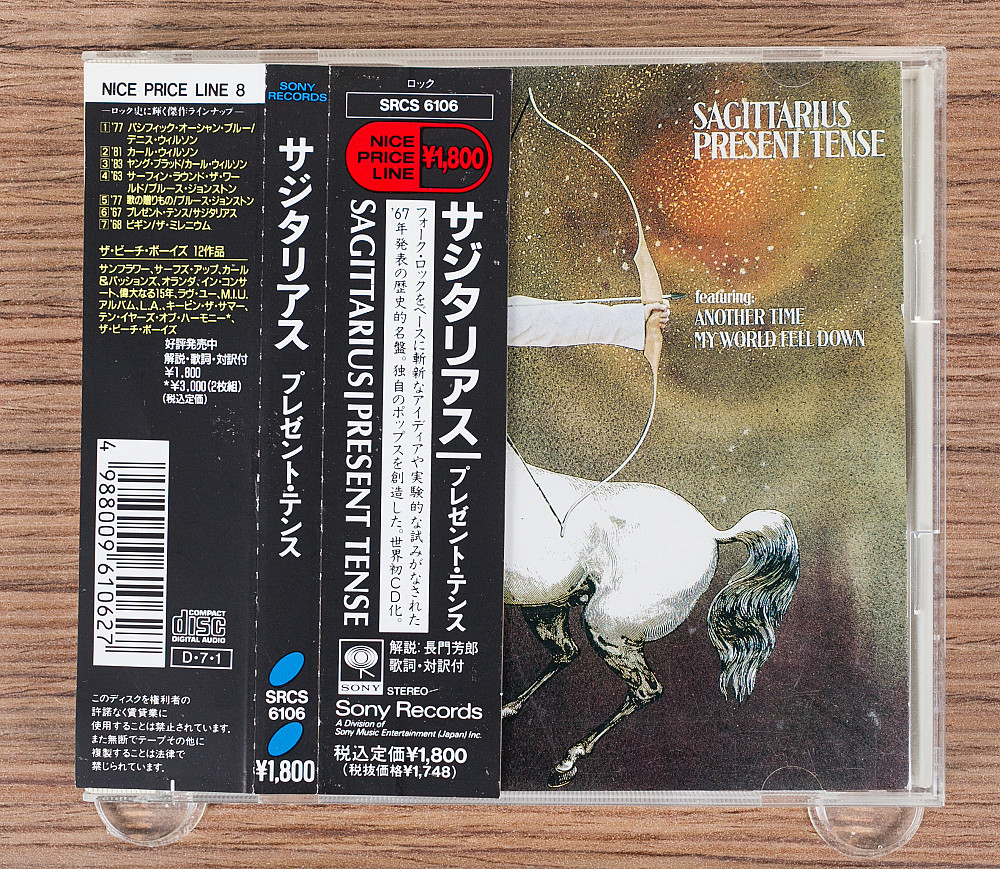 NICE PRICE LINE 8
―ロック史に輝く傑作ラインナップ―
1 '77 パシフィック・オーシャン・ブルー/
デニス・ウィルソン
2 '81 カール・ウィルソン
3 '83 ヤング・ブラッド/カール・ウィルソン
4 '63 サーフィン・ラウンド・ザ・ワー
ルド/ブルース・ジョンストン
5 '77 歌の贈りもの/ブルース・ジョンストン
6 '67 プレゼント・テンス/サジタリアス
7 '68 ビギン/ザ・ミレニウム
ザ・ビーチ・ボーイズ 12作品
サンフラワー、サーフズ・アップ、カール
&パッションズ、オランダ、イン・コンサ
ート、偉大なる15年、ラヴ・ユー、M.I.U.
アルバム、L.A.、キーピン・ザ・サマー、
テン・イヤーズ・オブ・ハーモニー*、
ザ・ビーチ・ボーイズ
好評発売中
解説・歌詞・対訳付
¥1,800
*¥3,000(2枚組)
(税込定価)
4 988009 610627
COMPACT
disc
DIGITAL AUDIO
D・7・1
このディスクを権利者の
許諾なく賃貸業に
使用することは禁止されています。
また無断でテープその他に
複製することは法律で
禁じられています。
SONY
RECORDS
サジタリアス プレゼント・テンス
SRCS
6106
¥1,800
ロック
SRCS 6106
NICE
PRICE
LINE
¥1,800
サジタリアス|プレゼント・テンス
フォーク・ロックをベースに斬新なアイディアや実験的な試みがなされた
'67年発表の歴史的名盤。独自のポップスを創造した。世界初CD化。
SAGITTARIUS|PRESENT TENSE
解説:長門芳郎
歌詞・対訳付
SONY
STEREO
Sony Records
A Division of
Sony Music Entertainment (Japan) Inc.
税込定価¥1,800
(税抜価格¥1,748)
SAGITTARIUS
PRESENT TENSE
featuring:
ANOTHER TIME
MY WORLD FELL DOWN